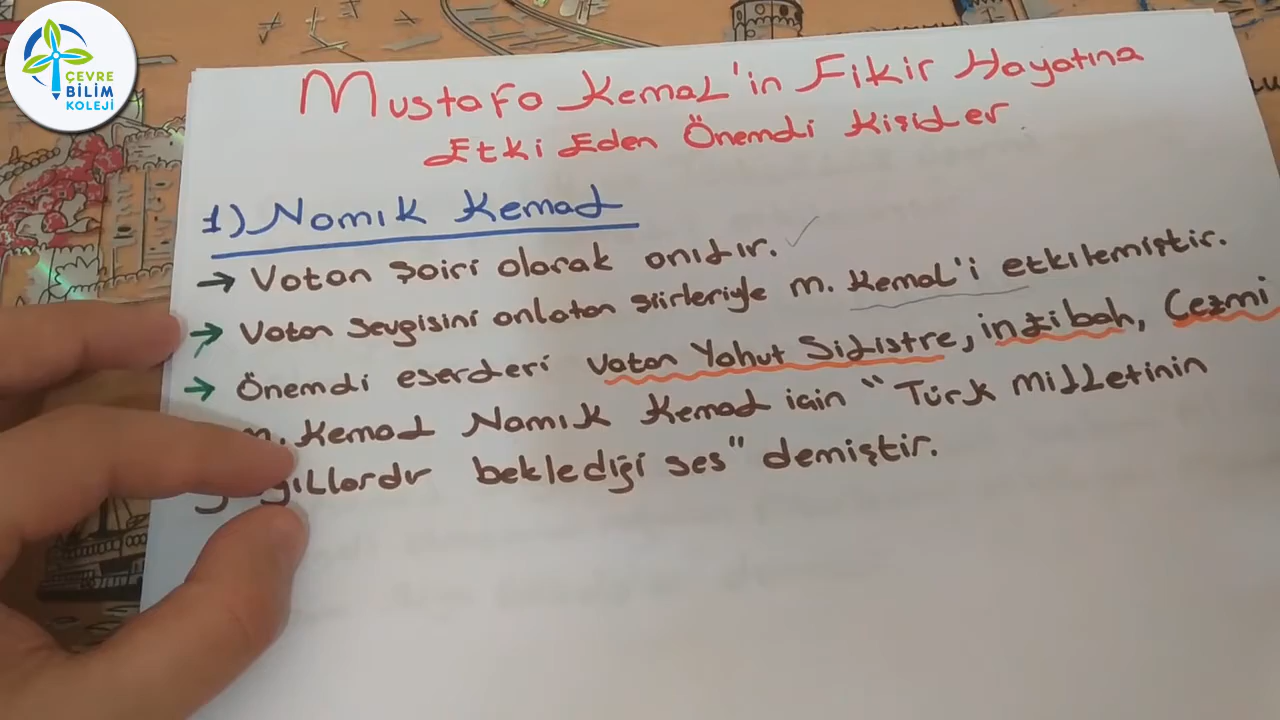 ÇEVRE
BİLİM
KOLEJİ
Mustafa Kemal'in Fikir Hayatına
Etki Eden Önemli Kişiler
1) Namık Kemal
→ Vatan Şairi olarak anılır.
→ Vatan sevgisini anlatan şiirleriyle m. Kemal'i etkilemiştir.
→ Önemli eserleri Vatan Yahut Silistre, intibah, Cezmi
m. Kemal Namık Kemal için "Türk Milletinin
yıllardır beklediği ses" demiştir.